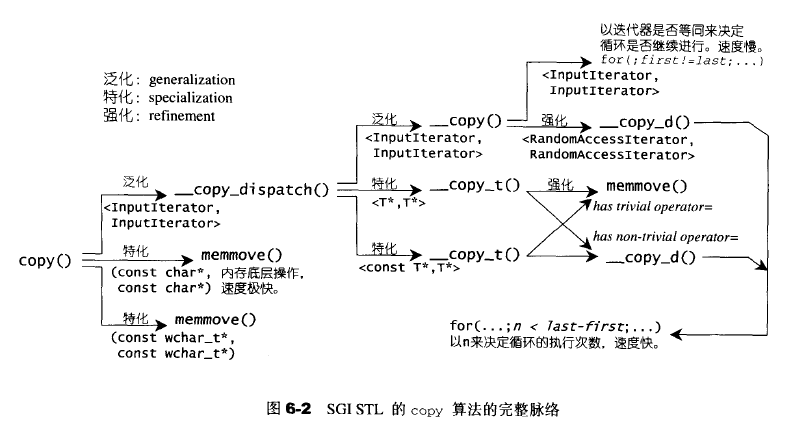 以迭代器是否等同来决定
循环是否继续进行。速度慢。
for(;first!=last;...)
<InputIterator,
InputIterator>
泛化：generalization
特化：specialization
强化：refinement
泛化
__copy()
<InputIterator,
InputIterator>
强化
__copy_d()
<RandomAccessIterator,
RandomAccessIterator>
泛化
__copy_dispatch()
<InputIterator,
InputIterator>
特化
<T*,T*>
__copy_t()
强化
memmove()
has trivial operator=
has non-trivial operator=
特化
<const T*,T*>
__copy_t()
__copy_d()
copy()
特化
memmove()
(const char*, 内存底层操作,
const char*) 速度极快。
特化
memmove()
(const wchar_t*,
const wchar_t*)
for(...;n < last-first;...)
以n来决定循环的执行次数，速度快。
图 6-2 SGI STL 的 copy 算法的完整脉络